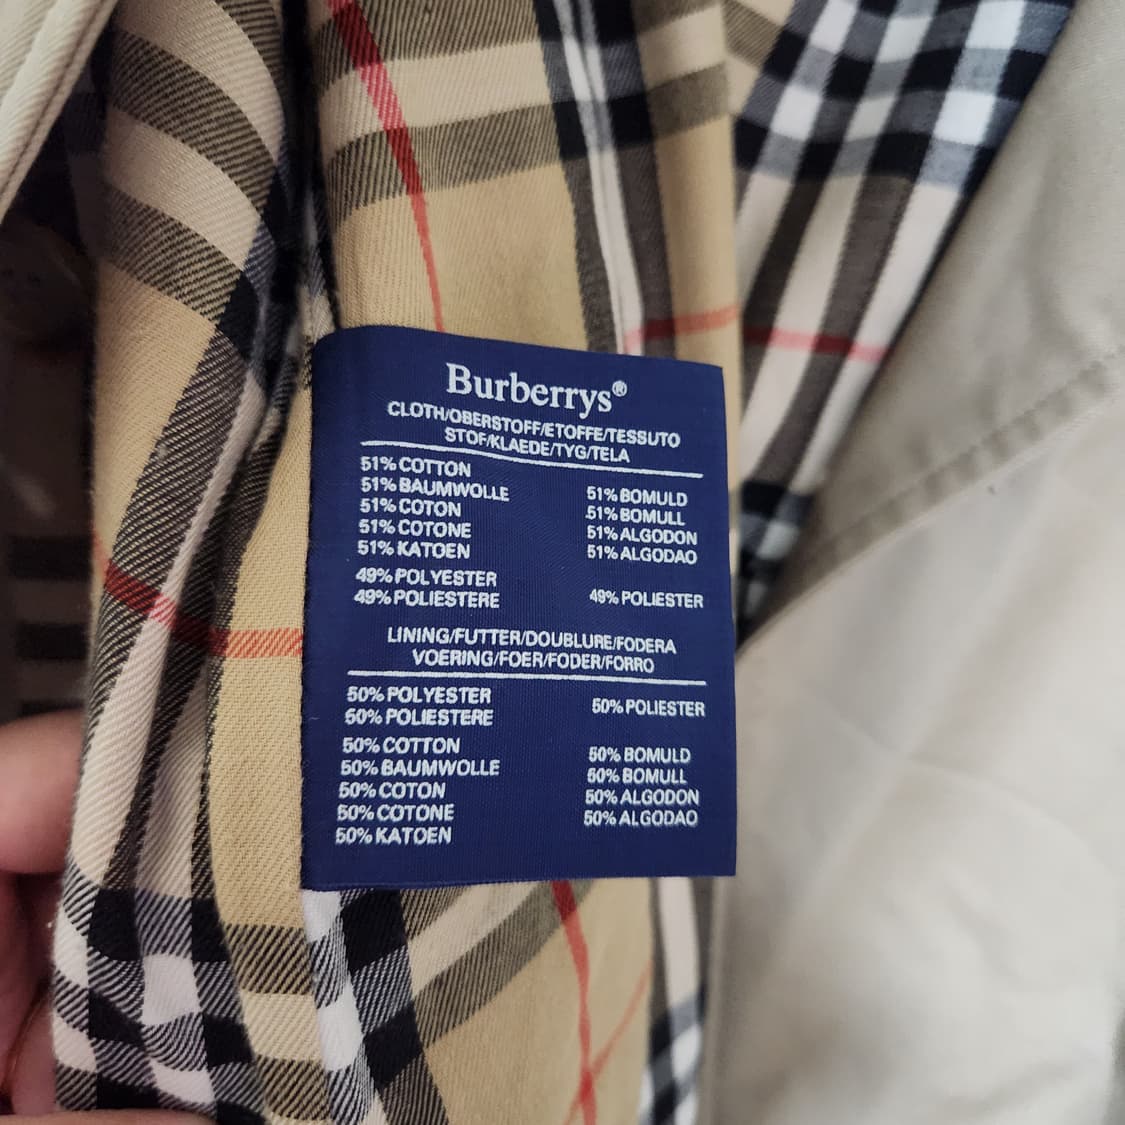 Burberrys®
CLOTH/OBERSTOFF/ETOFFE/TESSUTO
STOF/KLAEDE/TYG/TELA
51% COTTON
51% BAUMWOLLE
51% COTON
51% COTONE
51% KATOEN
51% BOMULD
51% BOMULL
51% ALGODON
51% ALGODAO
49% POLYESTER
49% POLIESTERE
49% POLIESTER
LINING/FUTTER/DOUBLURE/FODERA
VOERING/FOER/FODER/FORRO
50% POLYESTER
50% POLIESTERE
50% POLIESTER
50% COTTON
50% BAUMWOLLE
50% COTON
50% COTONE
50% KATOEN
50% BOMULD
50% BOMULL
50% ALGODON
50% ALGODAO